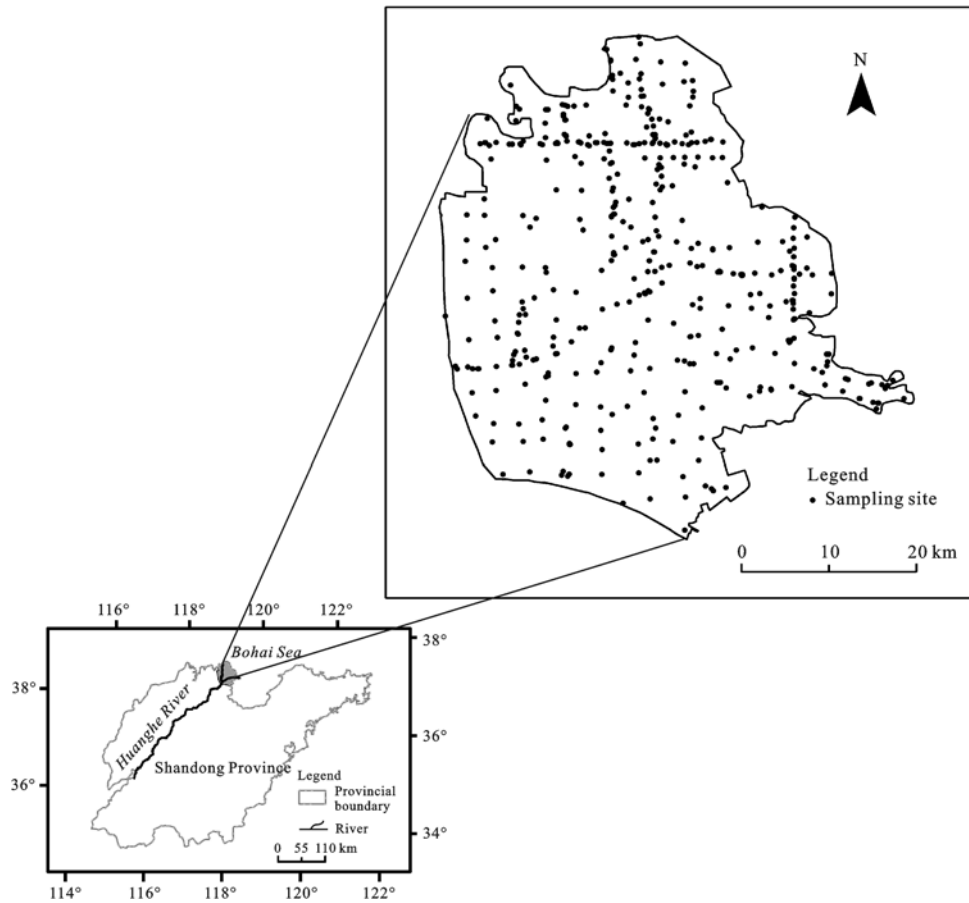 N
Legend
Sampling site
0 10 20 km
116° 118° 120° 122°
Bohai Sea
38°
38°
Huanghe River
36°
Shandong Province
Legend
36°
Provincial
boundary
River
34°
0 55 110 km
114° 116° 118° 120° 122°